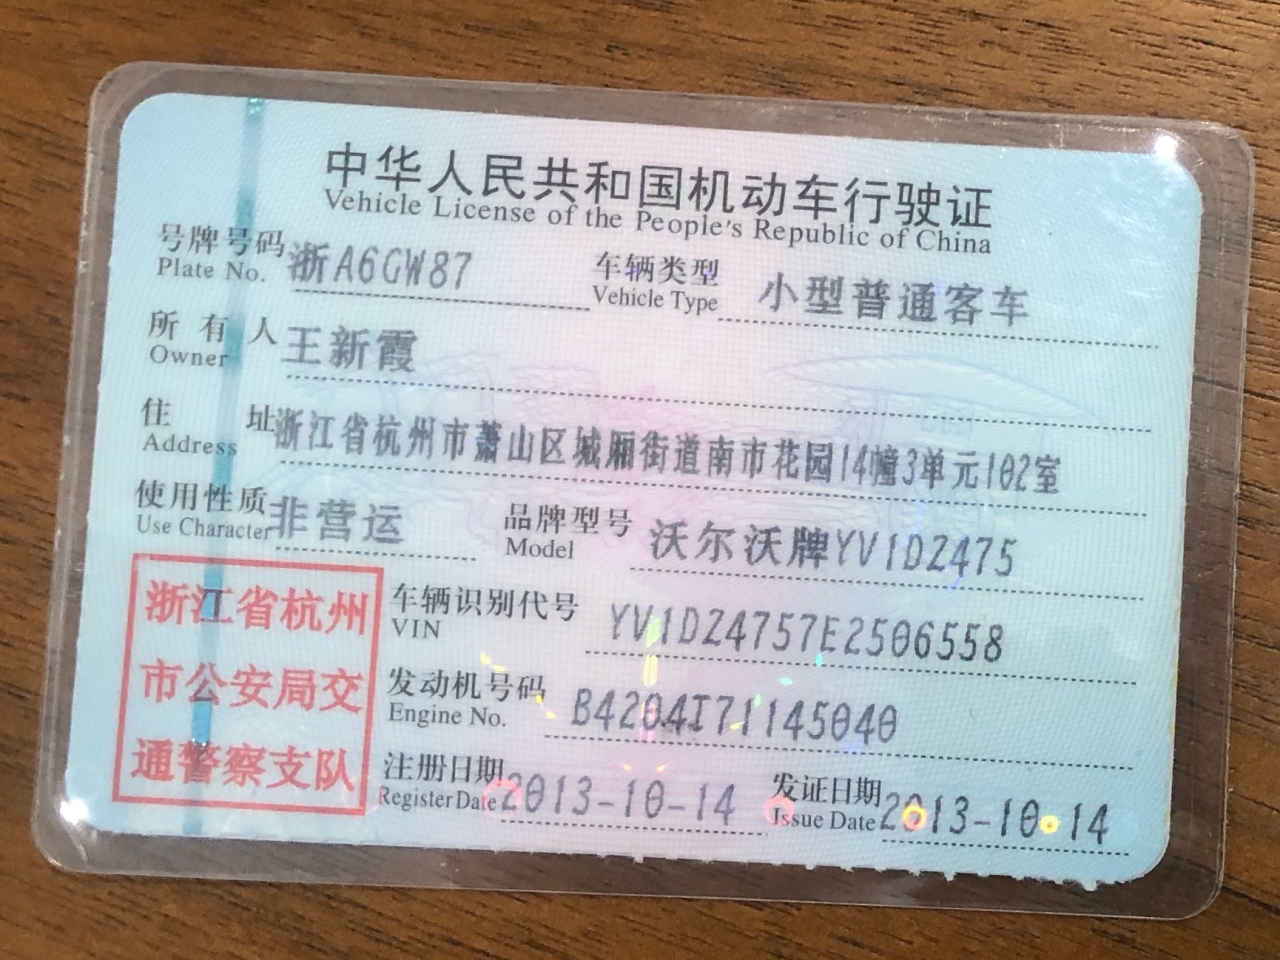 中华人民共和国机动车行驶证
Vehicle License of the People's Republic of China
号牌号码 浙A6GW87 车辆类型 小型普通客车
Plate No. Vehicle Type
所有人 王新霞
Owner
住址 浙江省杭州市萧山区城厢街道南市花园14幢3单元102室
Address
使用性质 非营运 品牌型号 沃尔沃牌YV1DZ475
Use Character Model
浙江省杭州
市公安局交
通警察支队
车辆识别代号 YV1DZ4757E2506558
VIN
发动机号码 B4204T71145040
Engine No.
注册日期 2013-10-14 发证日期 2013-10-14
Register Date Issue Date